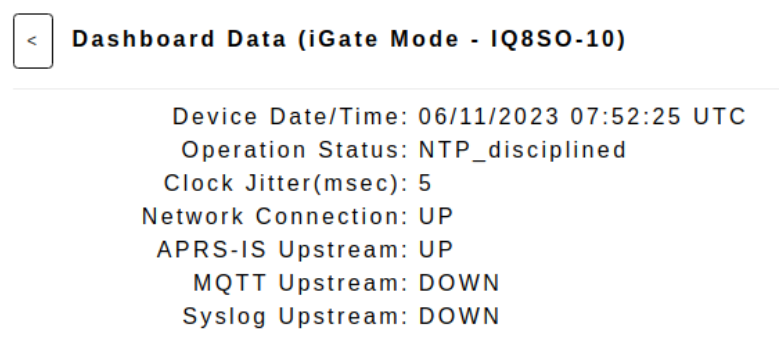 <
Dashboard Data (iGate Mode - IQ8SO-10)
Device Date/Time: 06/11/2023 07:52:25 UTC
Operation Status: NTP_disciplined
Clock Jitter(msec): 5
Network Connection: UP
APRS-IS Upstream: UP
MQTT Upstream: DOWN
Syslog Upstream: DOWN